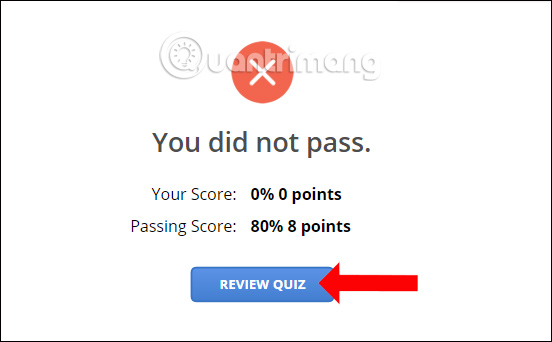 Quantrimang
You did not pass.
Your Score: 0% 0 points
Passing Score: 80% 8 points
REVIEW QUIZ